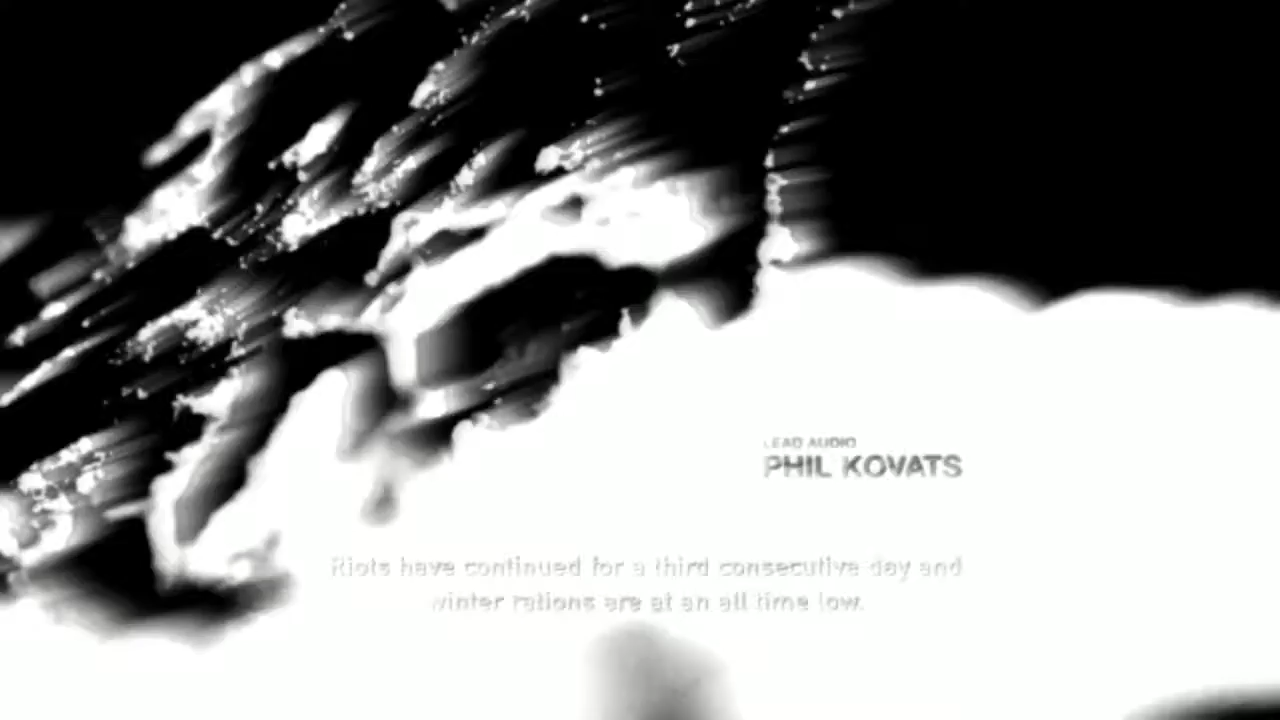 LEAD AUDIO
PHIL KOVATS
Riots have continued for a third consecutive day and
winter rations are at an all time low.